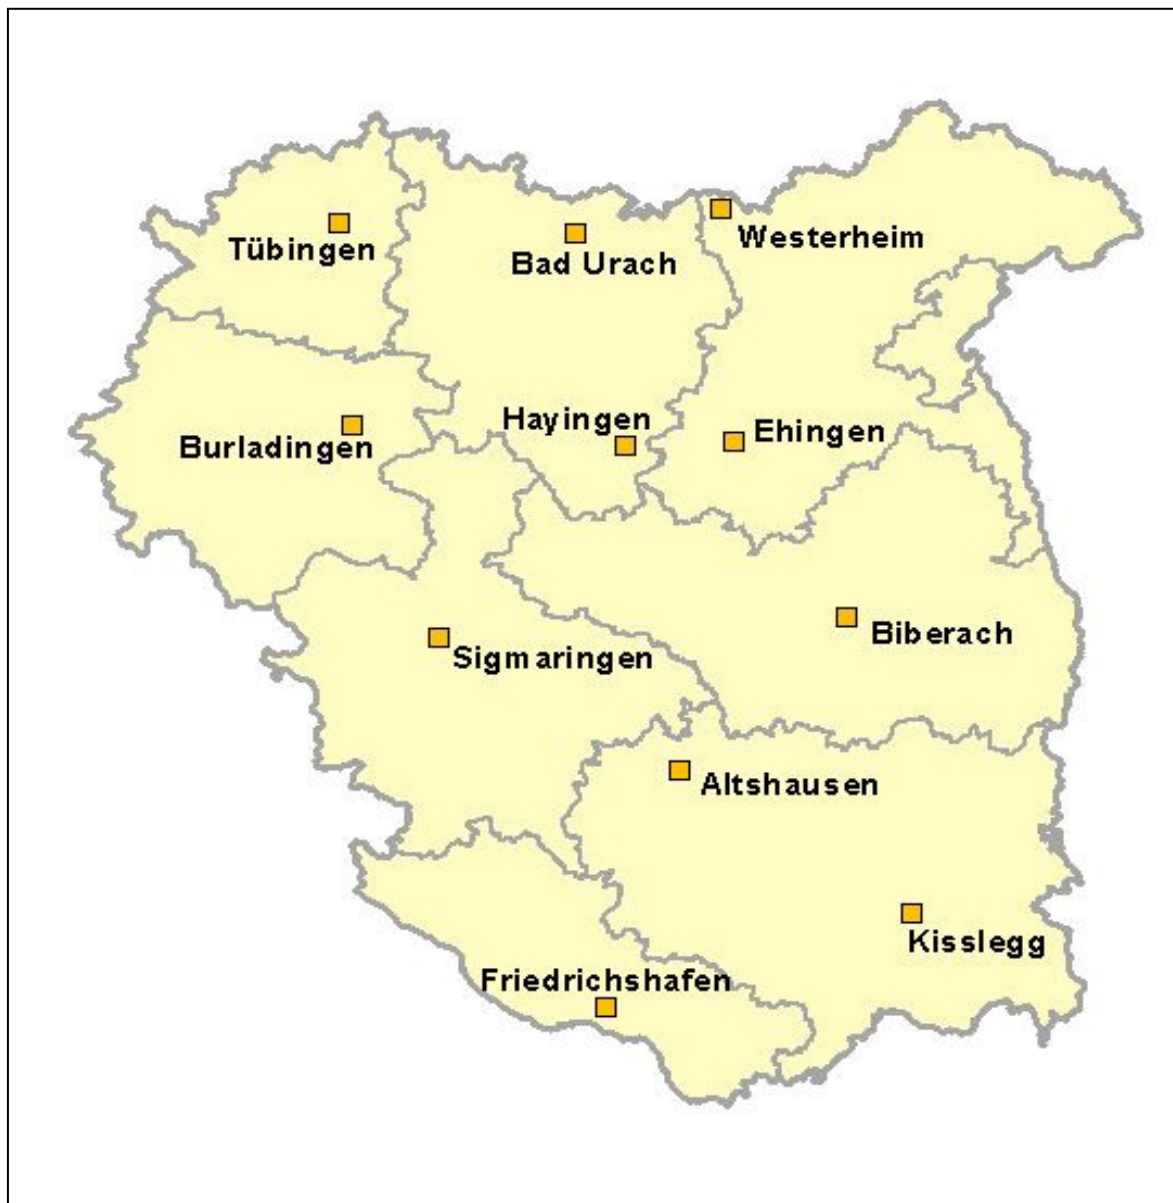 Westerheim
Tübingen
Bad Urach
Hayingen
Ehingen
Burladingen
Biberach
Sigmaringen
Altshausen
Kisslegg
Friedrichshafen